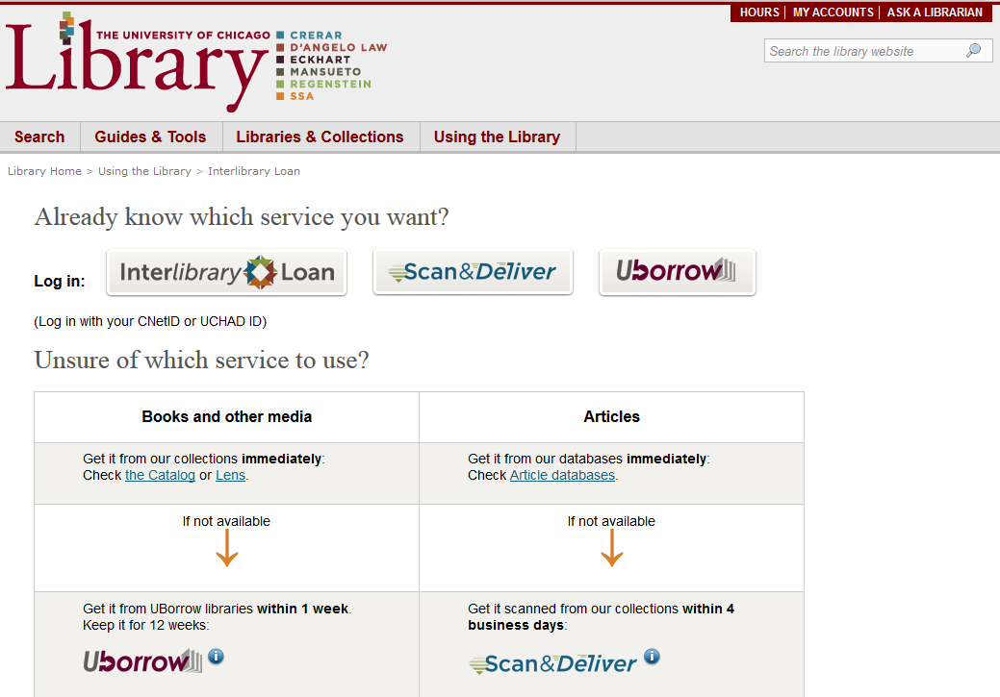 HOURS | MY ACCOUNTS | ASK A LIBRARIAN
THE UNIVERSITY OF CHICAGO
Library
CRERAR
D'ANGELO LAW
ECKHART
MANSUETO
REGENSTEIN
SSA
Search the library website
Search
Guides & Tools
Libraries & Collections
Using the Library
Library Home > Using the Library > Interlibrary Loan
Already know which service you want?
Log in:
Interlibrary Loan
Scan&Deliver
Uborrow
(Log in with your CNetID or UCHAD ID)
Unsure of which service to use?
Books and other media
Articles
Get it from our collections immediately:
Check the Catalog or Lens.
Get it from our databases immediately:
Check Article databases.
If not available
If not available
Get it from UBorrow libraries within 1 week.
Keep it for 12 weeks:
Uborrow i
Get it scanned from our collections within 4
business days:
Scan&Deliver i